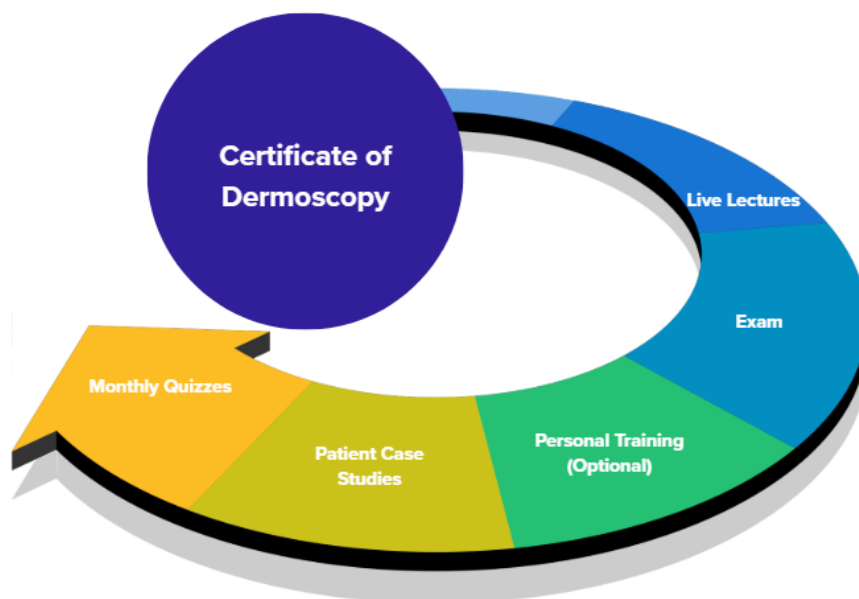 Certificate of
Dermoscopy
Live Lectures
Exam
Personal Training
(Optional)
Patient Case
Studies
Monthly Quizzes